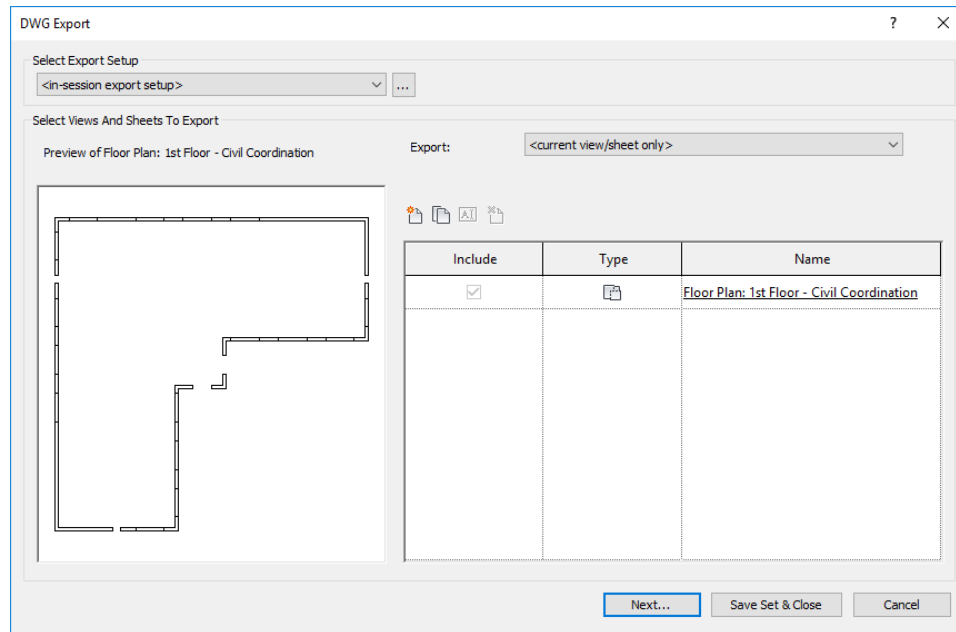 DWG Export
?
Select Export Setup
<in-session export setup>
...
Select Views And Sheets To Export
Preview of Floor Plan: 1st Floor - Civil Coordination
Export:
<current view/sheet only>
AI
Include
Type
Name
Floor Plan: 1st Floor - Civil Coordination
Next...
Save Set & Close
Cancel